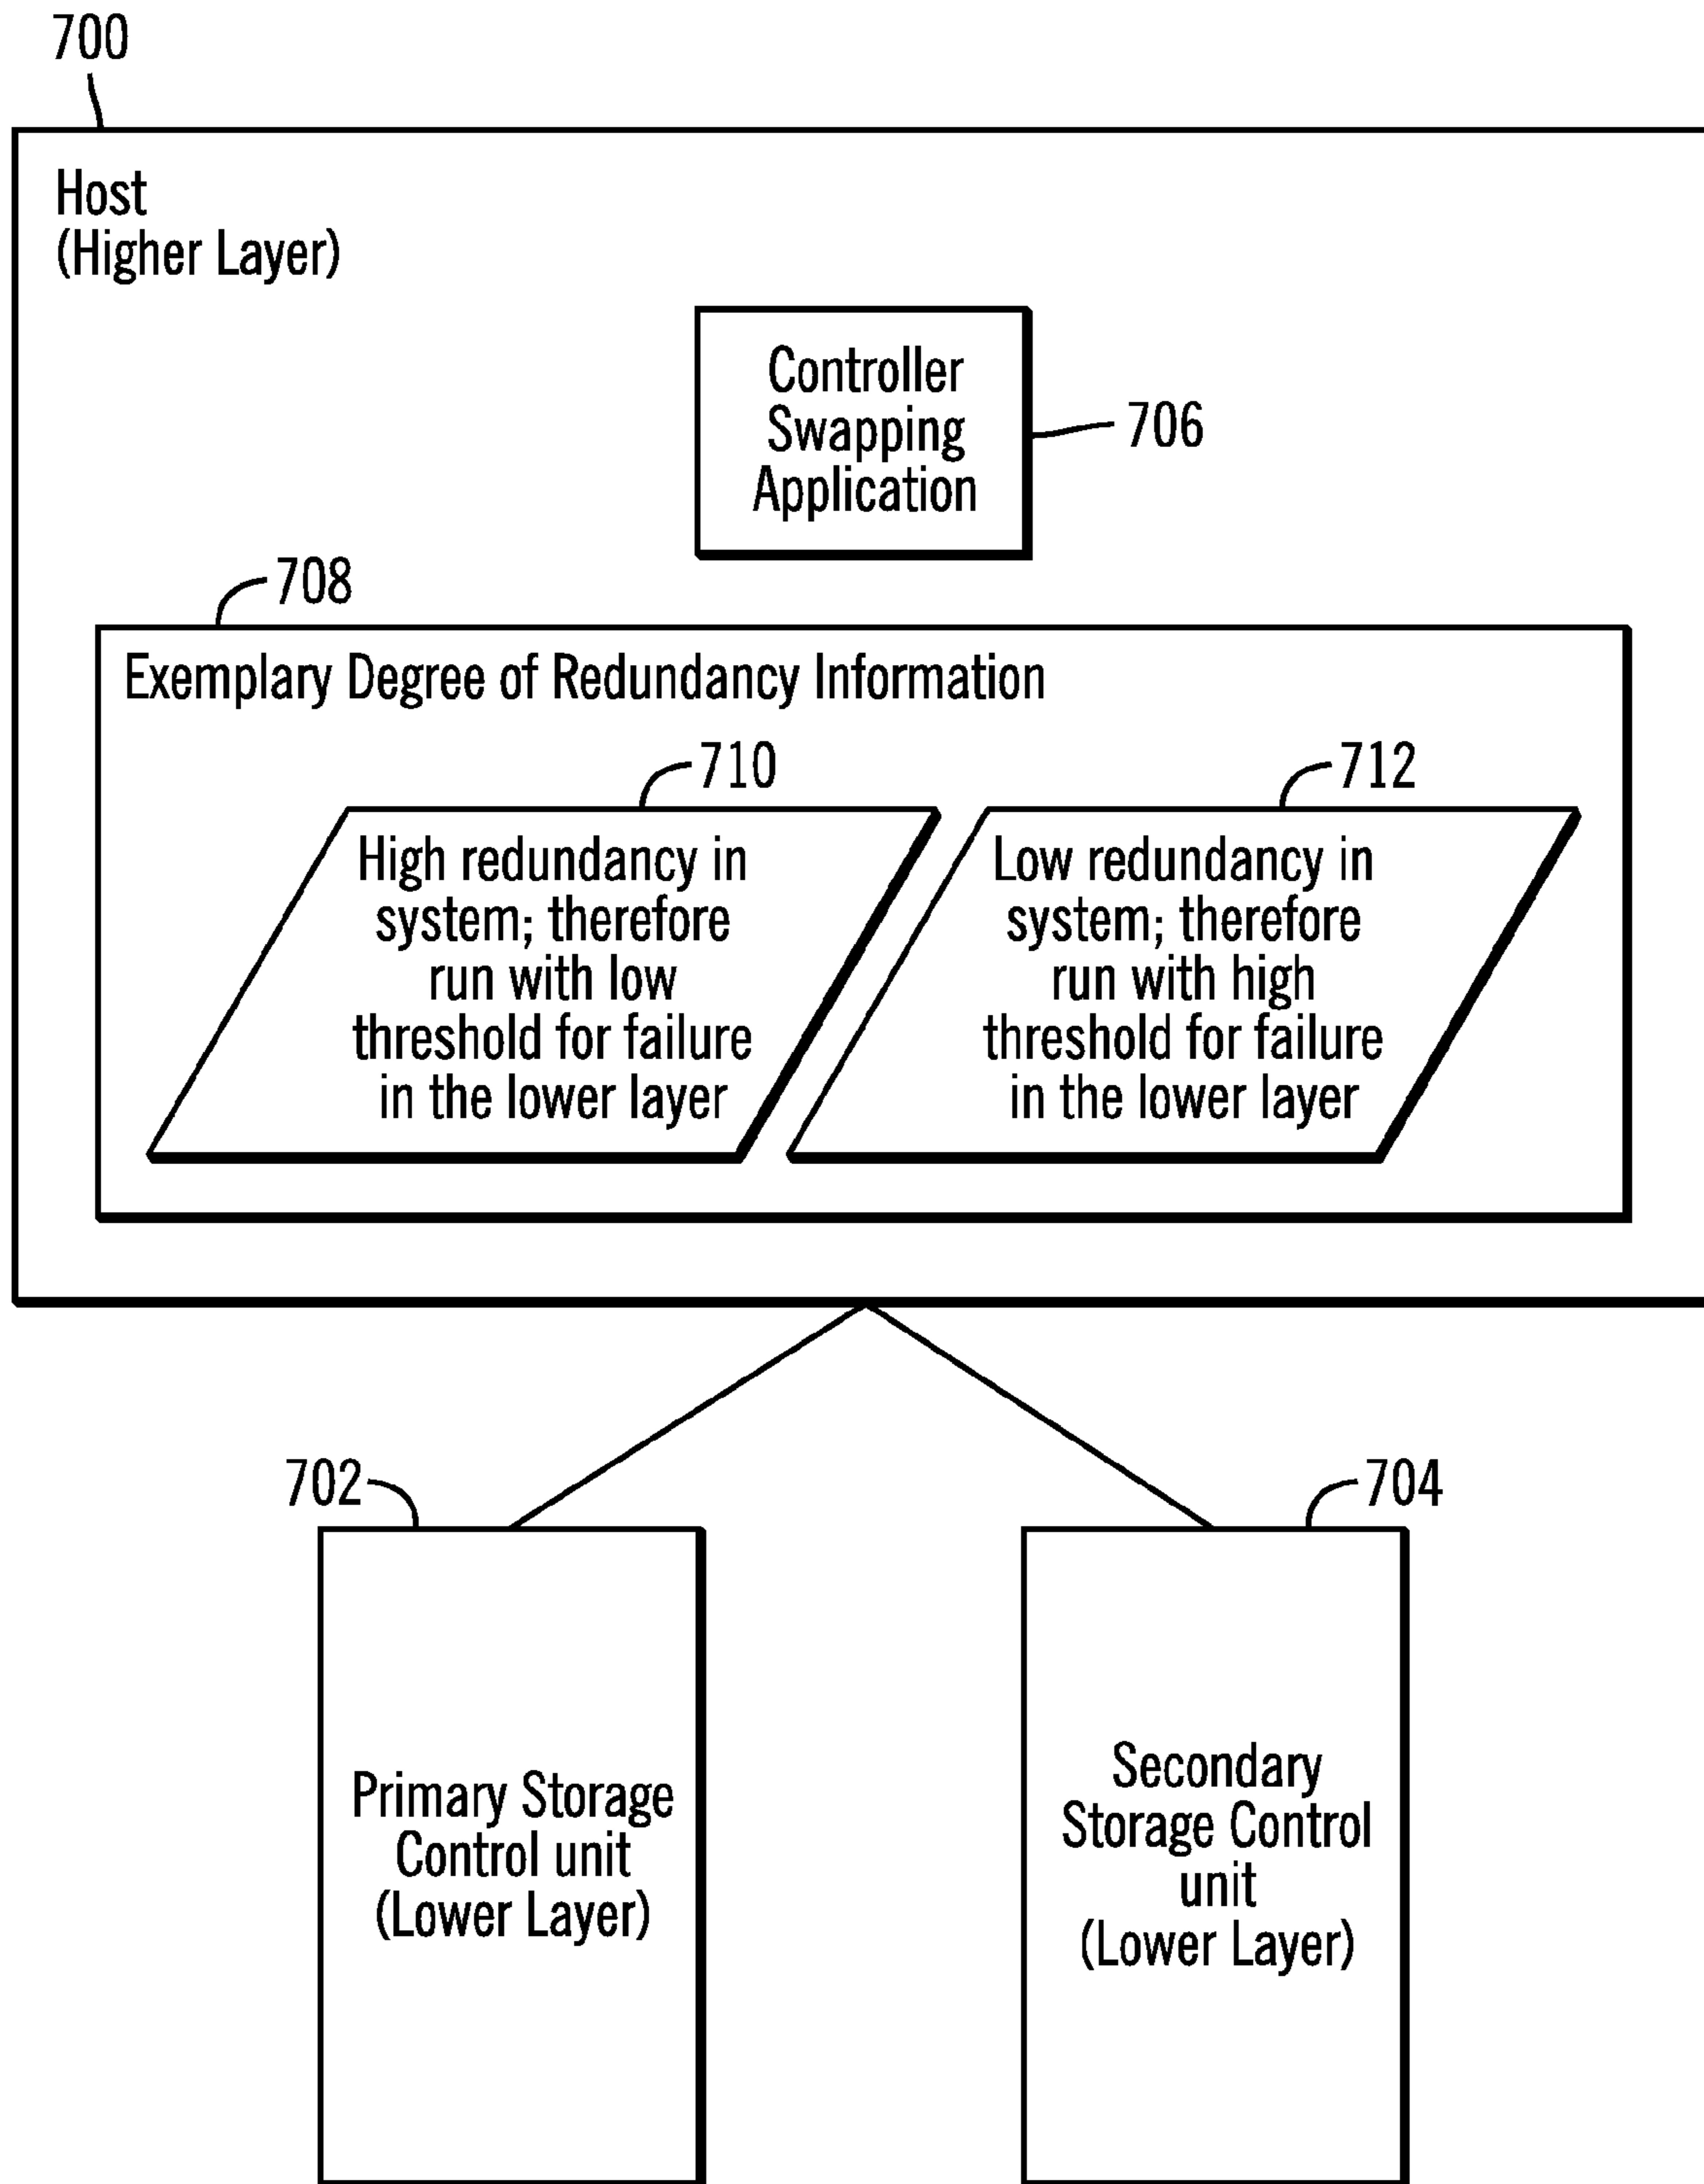 700
Host
(Higher Layer)
Controller
Swapping
Application
706
708
Exemplary Degree of Redundancy Information
710
High redundancy in
system; therefore
run with low
threshold for failure
in the lower layer
712
Low redundancy in
system; therefore
run with high
threshold for failure
in the lower layer
702
Primary Storage
Control unit
(Lower Layer)
704
Secondary
Storage Control
unit
(Lower Layer)